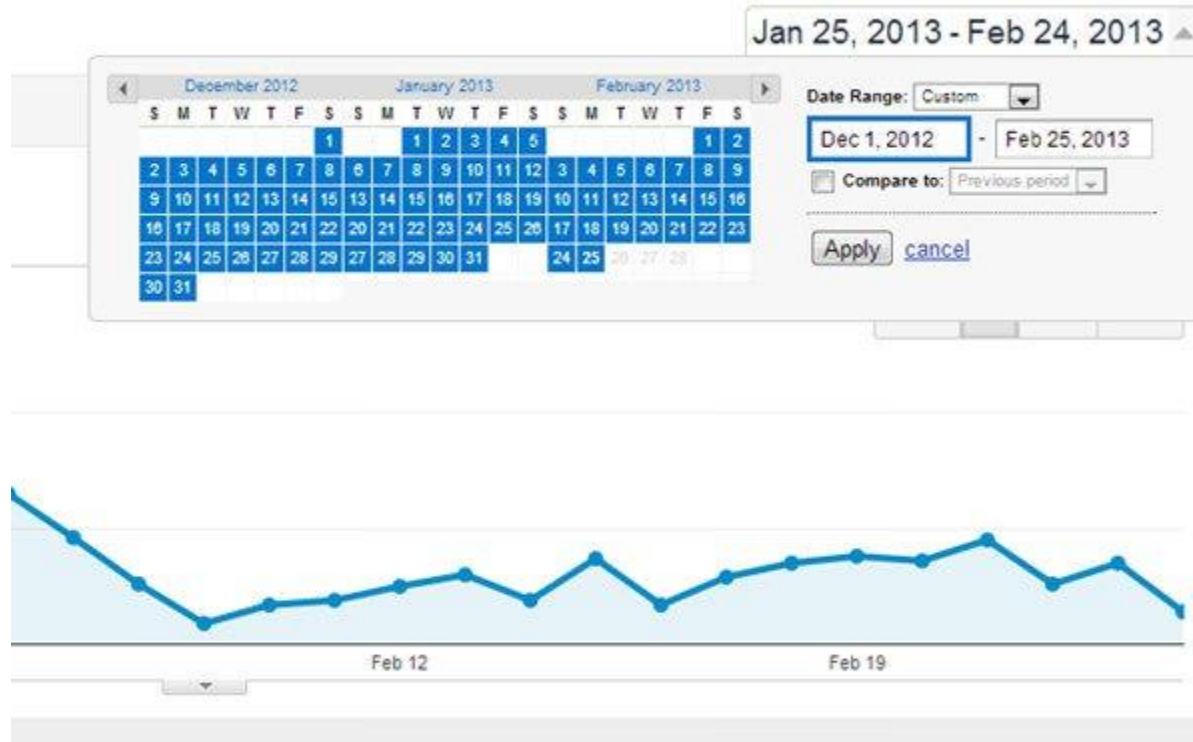 Jan 25, 2013 - Feb 24, 2013
December 2012 January 2013 February 2013
S M T W T F S S M T W T F S S M T W T F S
1 1 2 3 4 5 1 2
2 3 4 5 6 7 8 6 7 8 9 10 11 12 3 4 5 6 7 8 9
9 10 11 12 13 14 15 13 14 15 16 17 18 19 10 11 12 13 14 15 16
16 17 18 19 20 21 22 20 21 22 23 24 25 26 17 18 19 20 21 22 23
23 24 25 26 27 28 29 27 28 29 30 31 24 25 26 27 28
30 31
Date Range: Custom
Dec 1, 2012 - Feb 25, 2013
Compare to: Previous period
Apply cancel
Feb 12 Feb 19